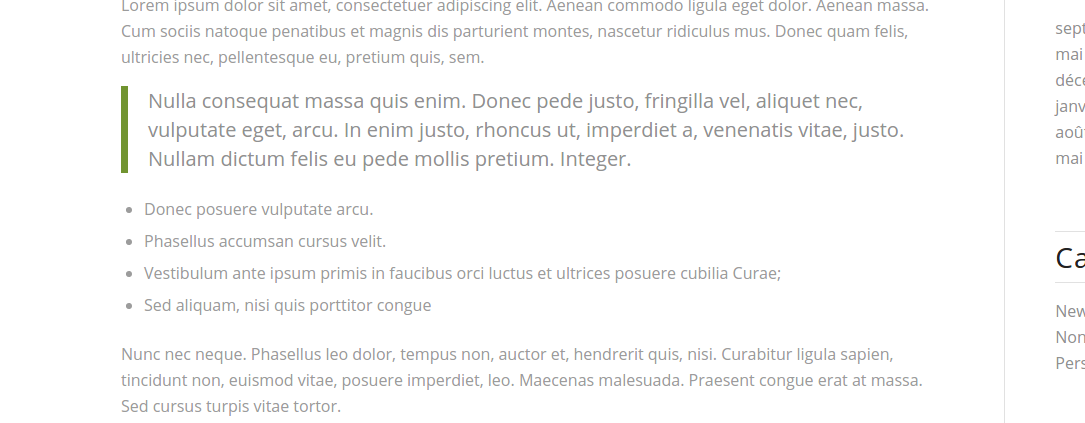 Lorem ipsum dolor sit amet, consectetuer adipiscing elit. Aenean commodo ligula eget dolor. Aenean massa.
Cum sociis natoque penatibus et magnis dis parturient montes, nascetur ridiculus mus. Donec quam felis,
ultricies nec, pellentesque eu, pretium quis, sem.
Nulla consequat massa quis enim. Donec pede justo, fringilla vel, aliquet nec,
vulputate eget, arcu. In enim justo, rhoncus ut, imperdiet a, venenatis vitae, justo.
Nullam dictum felis eu pede mollis pretium. Integer.
• Donec posuere vulputate arcu.
• Phasellus accumsan cursus velit.
• Vestibulum ante ipsum primis in faucibus orci luctus et ultrices posuere cubilia Curae;
• Sed aliquam, nisi quis porttitor congue
Nunc nec neque. Phasellus leo dolor, tempus non, auctor et, hendrerit quis, nisi. Curabitur ligula sapien,
tincidunt non, euismod vitae, posuere imperdiet, leo. Maecenas malesuada. Praesent congue erat at massa.
Sed cursus turpis vitae tortor.
sept
mai
déc
janv
août
mai
Ca
New
Non
Pers